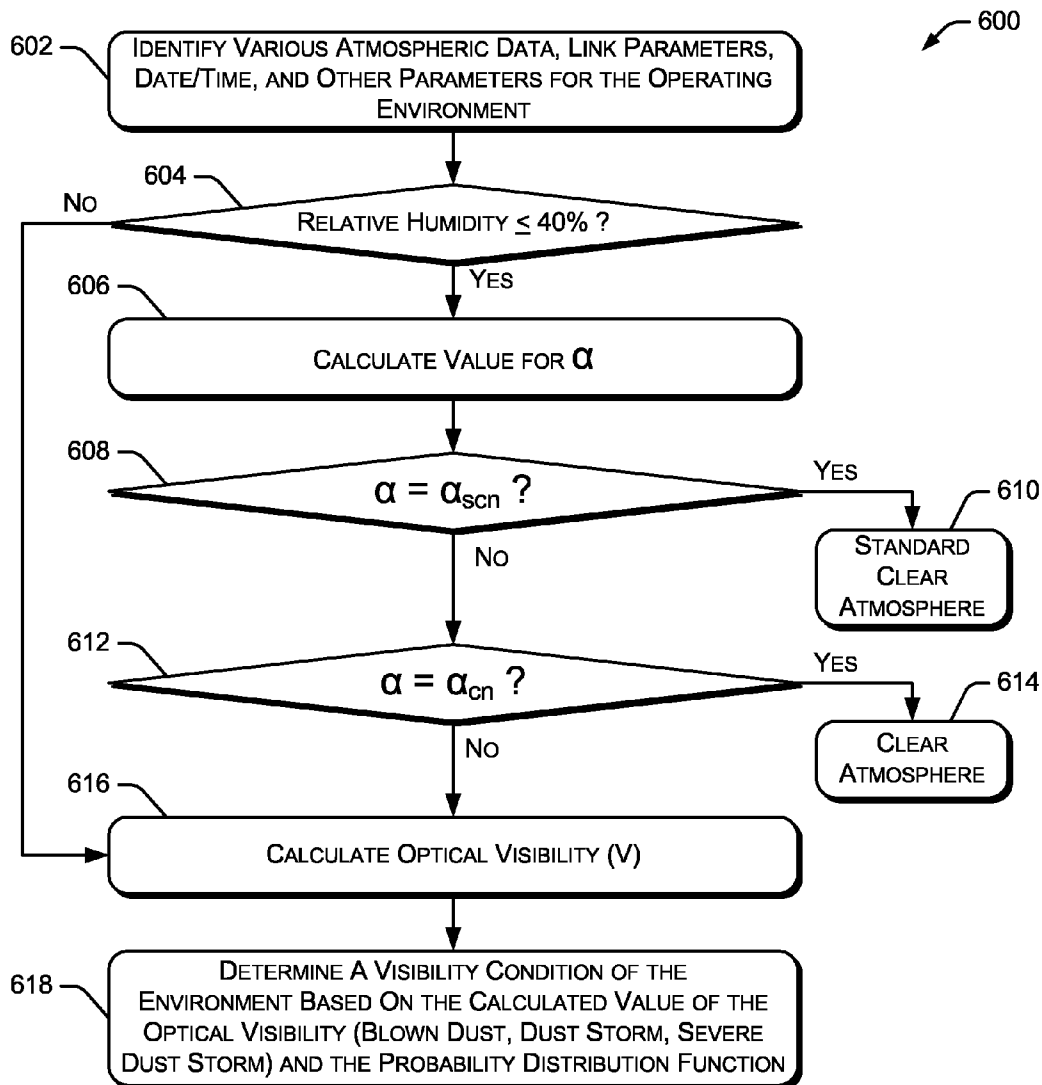 600
602
IDENTIFY VARIOUS ATMOSPHERIC DATA, LINK PARAMETERS,
DATE/TIME, AND OTHER PARAMETERS FOR THE OPERATING
ENVIRONMENT
604
NO
RELATIVE HUMIDITY ≤ 40% ?
YES
606
CALCULATE VALUE FOR α
608
α = αscn ?
YES
610
STANDARD
CLEAR
ATMOSPHERE
NO
612
α = αcn ?
YES
614
CLEAR
ATMOSPHERE
NO
616
CALCULATE OPTICAL VISIBILITY (V)
618
DETERMINE A VISIBILITY CONDITION OF THE
ENVIRONMENT BASED ON THE CALCULATED VALUE OF THE
OPTICAL VISIBILITY (BLOWN DUST, DUST STORM, SEVERE
DUST STORM) AND THE PROBABILITY DISTRIBUTION FUNCTION